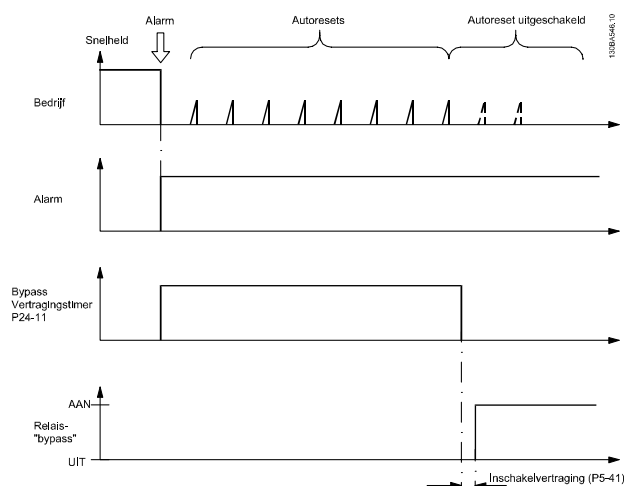 Alarm
Autoresets
Autoreset uitgeschakeld
130BA546.10
Snelheld
Bedrijf
Alarm
Bypass
Vertragingstimer
P24-11
AAN
Relais-
"bypass"
UIT
Inschakelvertraging (P5-41)